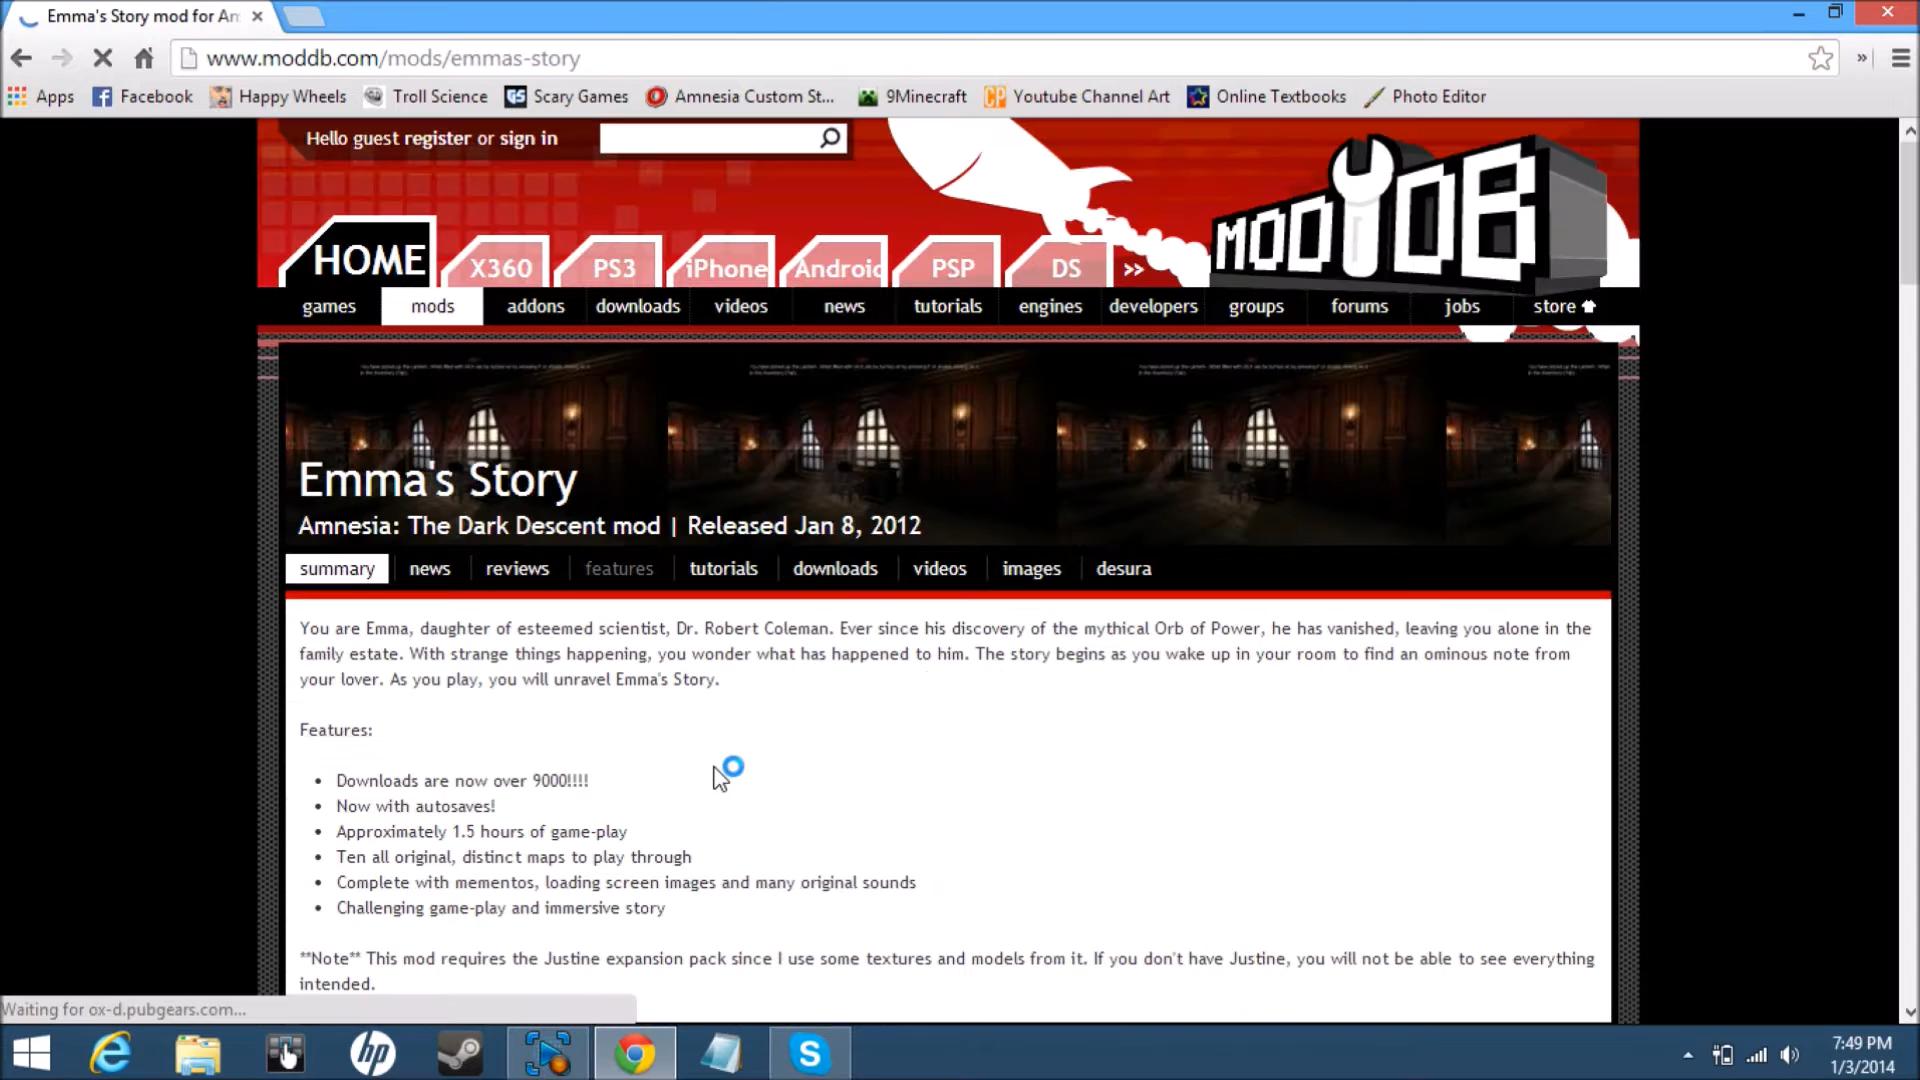 Emma's Story mod for An
www.moddb.com/mods/emmas-story
Apps Facebook Happy Wheels Troll Science GS Scary Games Amnesia Custom St... 9Minecraft Youtube Channel Art Online Textbooks Photo Editor
Hello guest register or sign in
MOD DB
HOME X360 PS3 iPhone Android PSP DS >>
games mods addons downloads videos news tutorials engines developers groups forums jobs store
Emma's Story
Amnesia: The Dark Descent mod | Released Jan 8, 2012
summary news reviews features tutorials downloads videos images desura
You are Emma, daughter of esteemed scientist, Dr. Robert Coleman. Ever since his discovery of the mythical Orb of Power, he has vanished, leaving you alone in the
family estate. With strange things happening, you wonder what has happened to him. The story begins as you wake up in your room to find an ominous note from
your lover. As you play, you will unravel Emma's Story.
Features:
• Downloads are now over 9000!!!!
• Now with autosaves!
• Approximately 1.5 hours of game-play
• Ten all original, distinct maps to play through
• Complete with mementos, loading screen images and many original sounds
• Challenging game-play and immersive story
**Note** This mod requires the Justine expansion pack since I use some textures and models from it. If you don't have Justine, you will not be able to see everything
intended.
Waiting for ox-d.pubgears.com...
hp
7:49 PM
1/3/2014